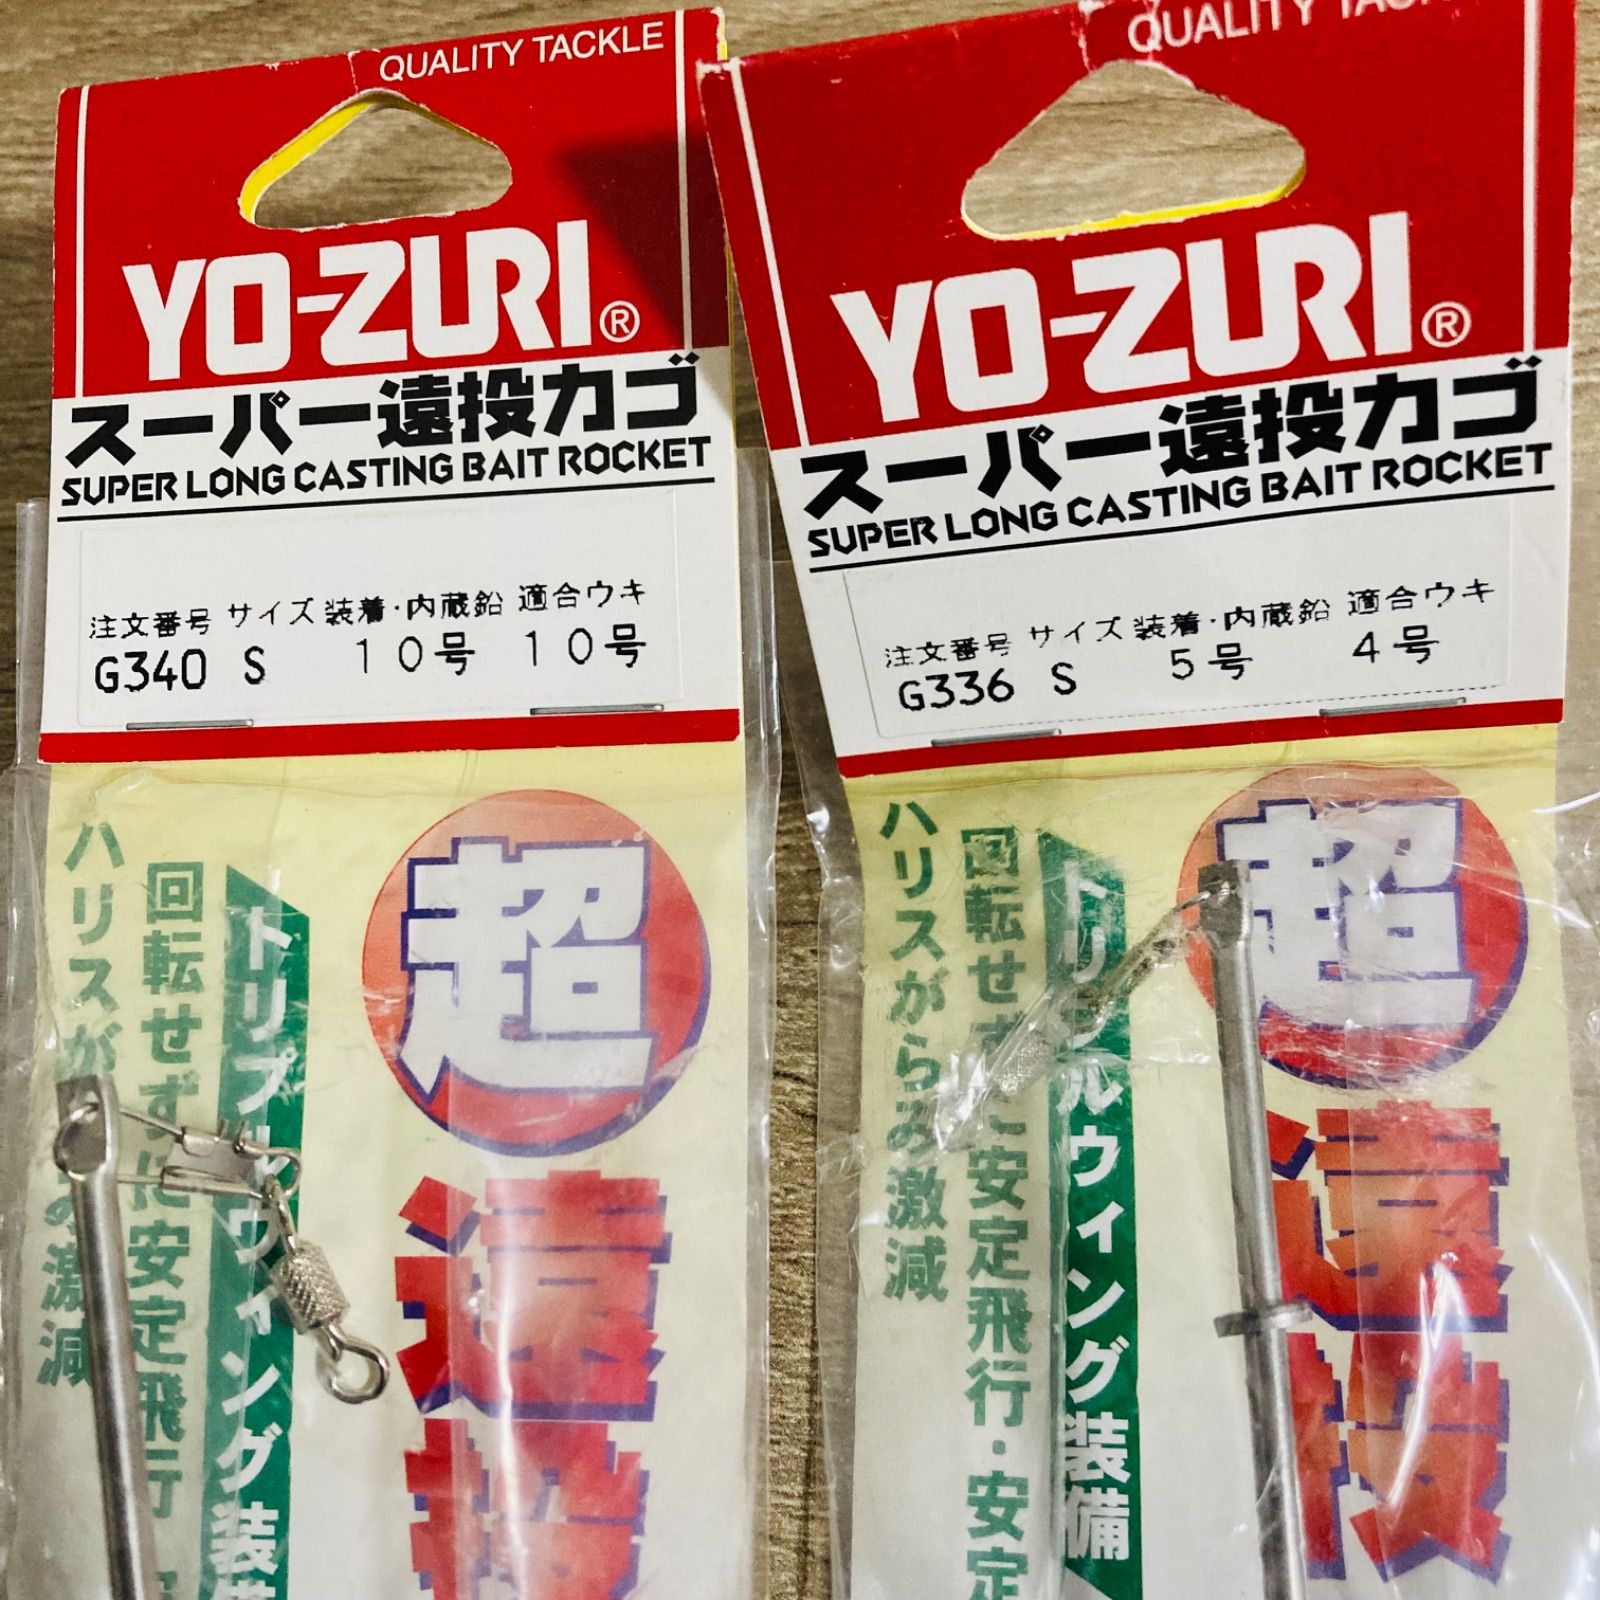 QUALITY TACKLE
YO-ZURI®
スーパー遠投カゴ
SUPER LONG CASTING BAIT ROCKET
注文番号 サイズ 装着・内蔵鉛 適合ウキ
G340 S 10号 10号
超
遠投
トリプルウィング装備
回転せずに安定飛行
ハリスが
激減
QUALITY
YO-ZURI®
スーパー遠投カゴ
SUPER LONG CASTING BAIT ROCKET
注文番号 サイズ 装着・内蔵鉛 適合ウキ
G336 S 5号 4号
超
遠投
トリプルウィング装備
回転せずに安定飛行・安定
ハリスがらみ激減